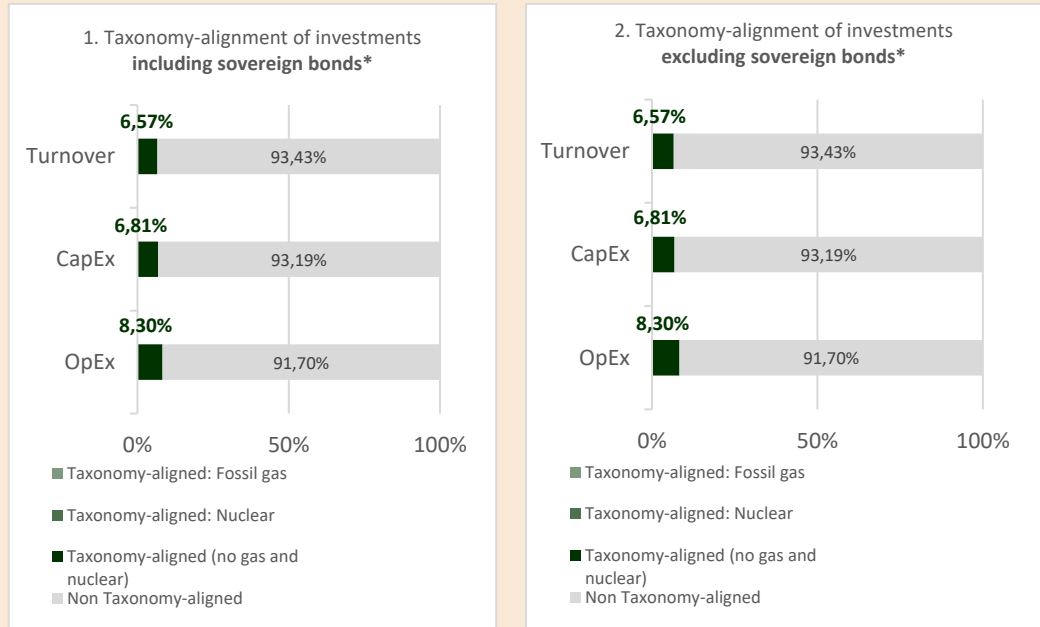 1. Taxonomy-alignment of investments
including sovereign bonds*
6,57%
Turnover
93,43%
6,81%
CapEx
93,19%
8,30%
OpEx
91,70%
0%
50%
100%
Taxonomy-aligned: Fossil gas
Taxonomy-aligned: Nuclear
Taxonomy-aligned (no gas and
nuclear)
Non Taxonomy-aligned
2. Taxonomy-alignment of investments
excluding sovereign bonds*
6,57%
Turnover
93,43%
6,81%
CapEx
93,19%
8,30%
OpEx
91,70%
0%
50%
100%
Taxonomy-aligned: Fossil gas
Taxonomy-aligned: Nuclear
Taxonomy-aligned (no gas and
nuclear)
Non Taxonomy-aligned